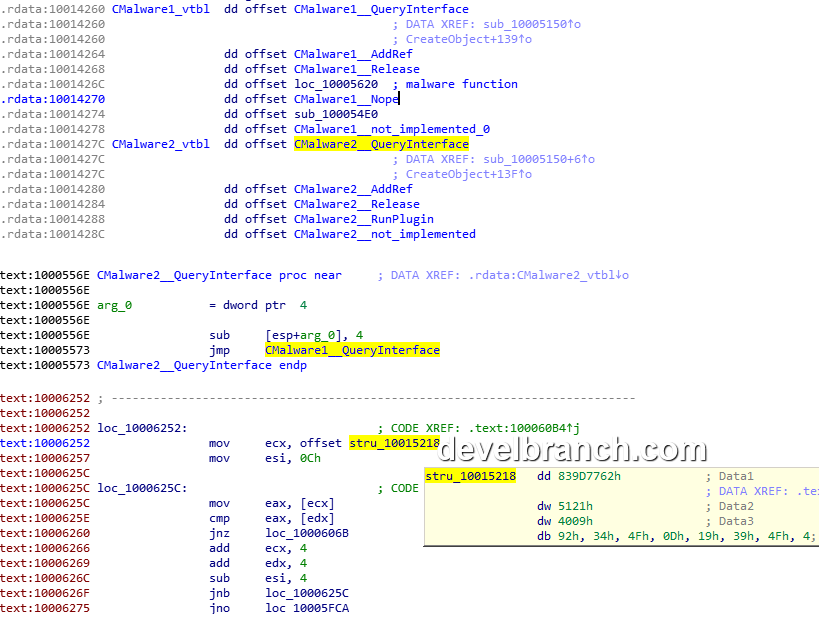 .rdata:10014260 CMalware1_vtbl dd offset CMalware1__QueryInterface
.rdata:10014260 ; DATA XREF: sub_10005150↑o
.rdata:10014260 ; CreateObject+139↑o
.rdata:10014264 dd offset CMalware1__AddRef
.rdata:10014268 dd offset CMalware1__Release
.rdata:1001426C dd offset loc_10005620 ; malware function
.rdata:10014270 dd offset CMalware1__Nope
.rdata:10014274 dd offset sub_100054E0
.rdata:10014278 dd offset CMalware1__not_implemented_0
.rdata:1001427C CMalware2_vtbl dd offset CMalware2__QueryInterface
.rdata:1001427C ; DATA XREF: sub_10005150+6↑o
.rdata:1001427C ; CreateObject+13F↑o
.rdata:10014280 dd offset CMalware2__AddRef
.rdata:10014284 dd offset CMalware2__Release
.rdata:10014288 dd offset CMalware2__RunPlugin
.rdata:1001428C dd offset CMalware2__not_implemented
text:1000556E CMalware2__QueryInterface proc near ; DATA XREF: .rdata:CMalware2_vtbl↓o
text:1000556E
text:1000556E arg_0 = dword ptr 4
text:1000556E
text:1000556E sub [esp+arg_0], 4
text:10005573 jmp CMalware1__QueryInterface
text:10005573 CMalware2__QueryInterface endp
text:10006252 ; ---------------------------------------------------------------------------
text:10006252
text:10006252 loc_10006252: ; CODE XREF: .text:100060B4↑j
text:10006252 mov ecx, offset stru_10015218
text:10006257 mov esi, 0Ch
text:1000625C
text:1000625C loc_1000625C: ; CODE
text:1000625C mov eax, [ecx]
text:1000625E cmp eax, [edx]
text:10006260 jnz loc_1000606B
text:10006266 add ecx, 4
text:10006269 add edx, 4
text:1000626C sub esi, 4
text:1000626F jnb loc_1000625C
text:10006275 jno loc_10005FCA
develbranch.com
stru_10015218 dd 839D7762h ; Data1
; DATA XREF: .te
dw 5121h ; Data2
dw 4009h ; Data3
db 92h, 34h, 4Fh, 0Dh, 19h, 39h, 4Fh, 4;